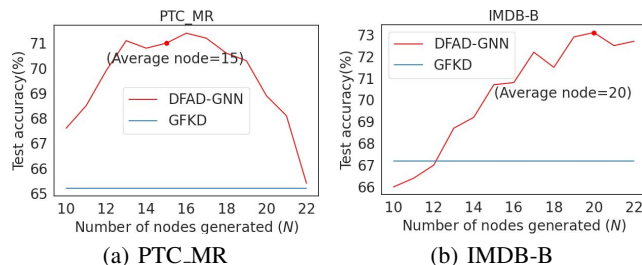 PTC_MR
Test accuracy(%)
71
70
69
68
67
66
65
(Average node=15)
DFAD-GNN
GFKD
10 12 14 16 18 20 22
Number of nodes generated (N)
(a) PTC_MR
IMDB-B
Test accuracy(%)
73
72
71
70
69
68
67
66
DFAD-GNN
GFKD
(Average node=20)
10 12 14 16 18 20 22
Number of nodes generated (N)
(b) IMDB-B